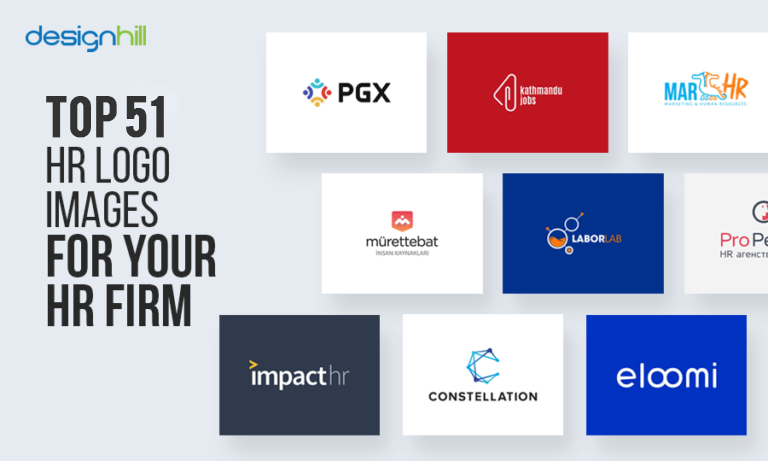 designhill
TOP 51
HR LOGO
IMAGES
FOR YOUR
HR FIRM
PGX
kathmandu
jobs
MAR HR
MARKETING & HUMAN RESOURCES
mürettebat
İNSAN KAYNAKLARI
LABORLAB
ProPe
HR агенств
impacthr
CONSTELLATION
eloomi